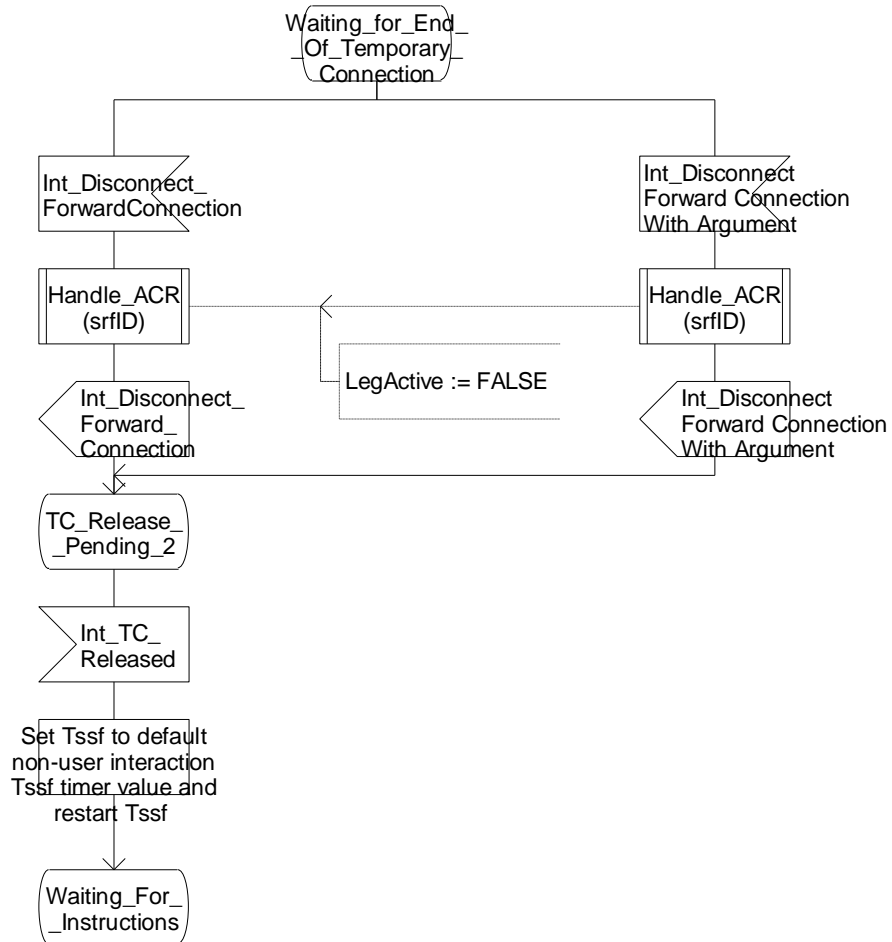 Waiting_for_End_
_Of_Temporary_
Connection
Int_Disconnect_
ForwardConnection
Int_Disconnect
Forward Connection
With Argument
Handle_ACR
(srfID)
Handle_ACR
(srfID)
LegActive := FALSE
Int_Disconnect_
Forward_
Connection
Int_Disconnect
Forward Connection
With Argument
TC_Release_
_Pending_2
Int_TC_
Released
Set Tssf to default
non-user interaction
Tssf timer value and
restart Tssf
Waiting_For_
_Instructions